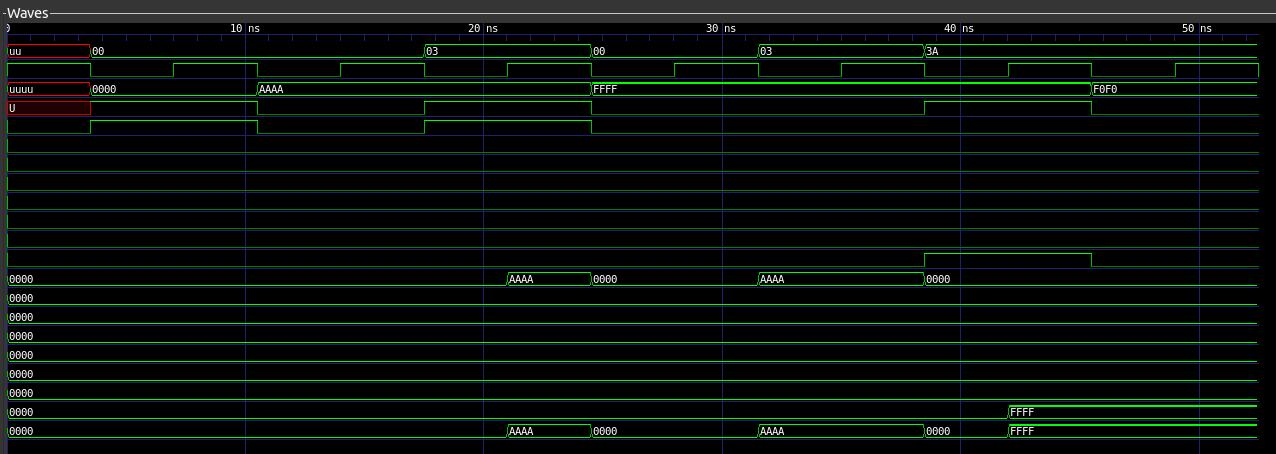 Waves
0 10 ns 20 ns 30 ns 40 ns 50 ns
uu 00 03 00 03 3A
uuuu 0000 AAAA FFFF F0F0
U
0000 AAAA 0000 AAAA 0000
0000
0000
0000
0000
0000
0000
0000 FFFF
0000 AAAA 0000 AAAA 0000 FFFF